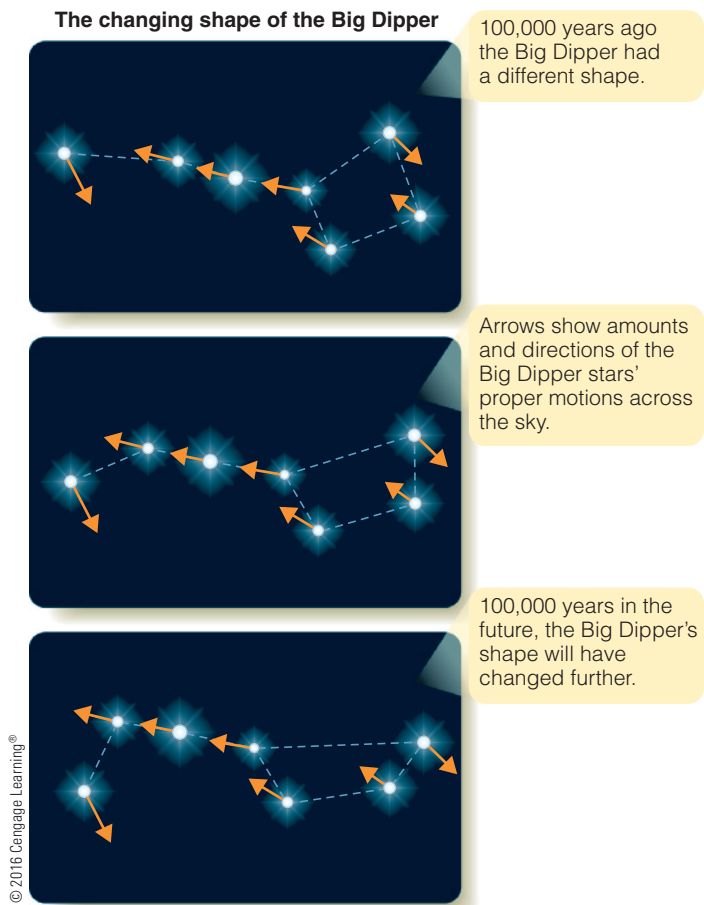 The changing shape of the Big Dipper
100,000 years ago
the Big Dipper had
a different shape.
Arrows show amounts
and directions of the
Big Dipper stars’
proper motions across
the sky.
100,000 years in the
future, the Big Dipper’s
shape will have
changed further.
© 2016 Cengage Learning®